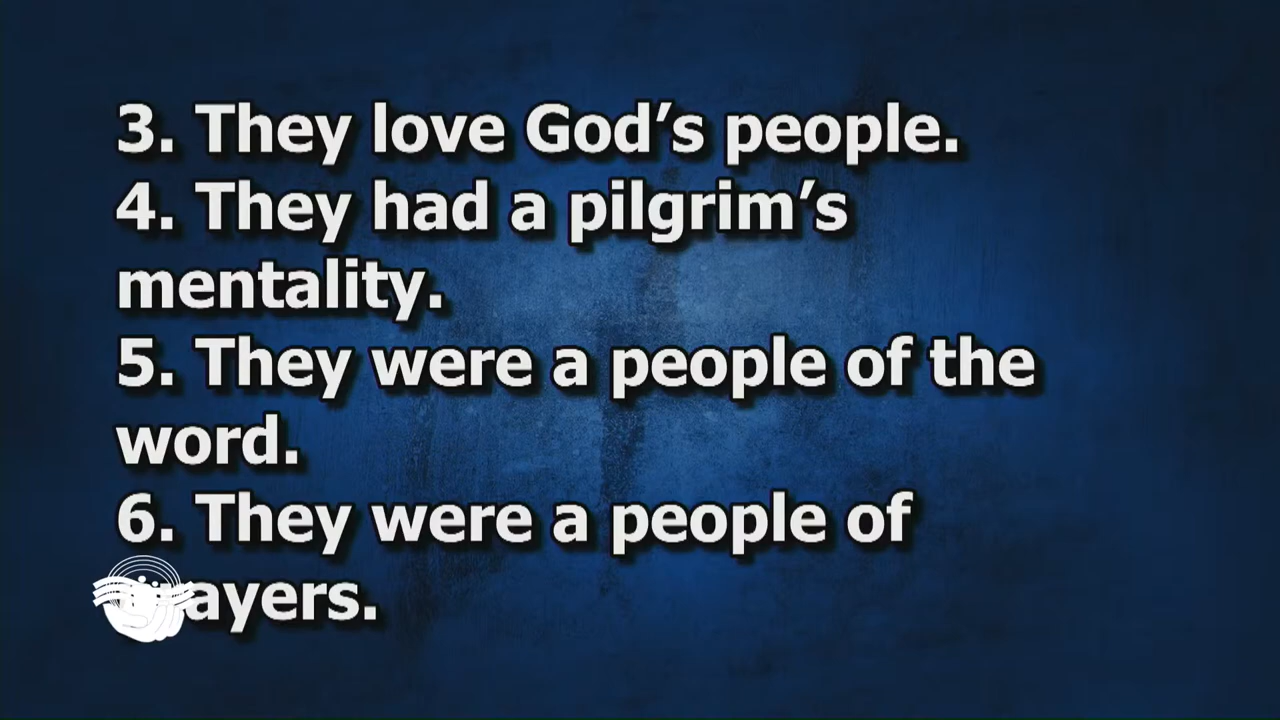 3. They love God’s people.
4. They had a pilgrim’s
mentality.
5. They were a people of the
word.
6. They were a people of
prayers.